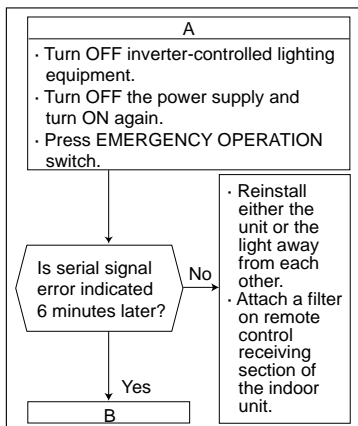 A
· Turn OFF inverter-controlled lighting
equipment.
· Turn OFF the power supply and
turn ON again.
· Press EMERGENCY OPERATION
switch.
Is serial signal
error indicated
6 minutes later?
No
· Reinstall
either the
unit or the
light away
from each
other.
· Attach a filter
on remote
control
receiving
section of
the indoor
unit.
Yes
B